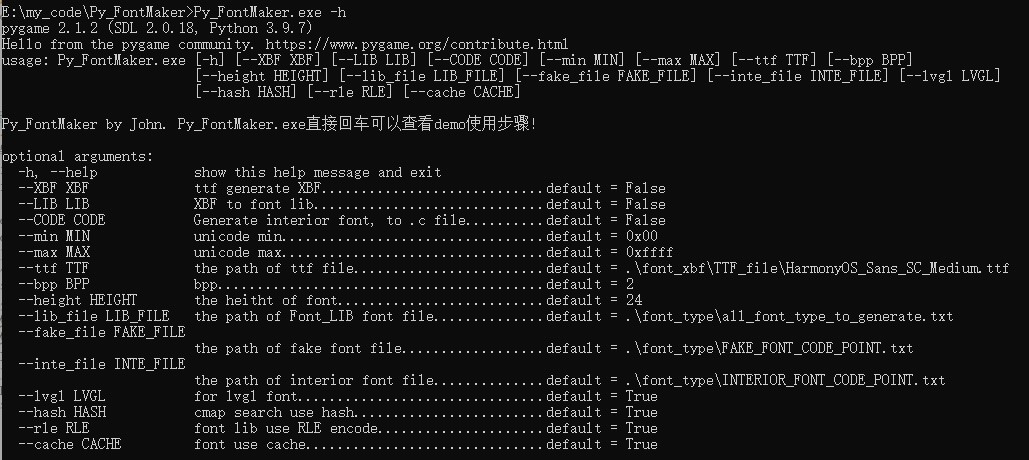 E:\my_code\Py_FontMaker>Py_FontMaker.exe -h
pygame 2.1.2 (SDL 2.0.18, Python 3.9.7)
Hello from the pygame community. https://www.pygame.org/contribute.html
usage: Py_FontMaker.exe [-h] [--XBF XBF] [--LIB LIB] [--CODE CODE] [--min MIN] [--max MAX] [--ttf TTF] [--bpp BPP]
[--height HEIGHT] [--lib_file LIB_FILE] [--fake_file FAKE_FILE] [--inte_file INTE_FILE] [--lvgl LVGL]
[--hash HASH] [--rle RLE] [--cache CACHE]
Py_FontMaker by John. Py_FontMaker.exe直接回车可以查看demo使用步骤!
optional arguments:
-h, --help show this help message and exit
--XBF XBF ttf generate XBF............................default = False
--LIB LIB XBF to font lib.............................default = False
--CODE CODE Generate interior font, to .c file..........default = False
--min MIN unicode min.................................default = 0x00
--max MAX unicode max.................................default = 0xffff
--ttf TTF the path of ttf file........................default = .\font_xbf\TTF_file\HarmonyOS_Sans_SC_Medium.ttf
--bpp BPP bpp.........................................default = 2
--height HEIGHT the heitht of font..........................default = 24
--lib_file LIB_FILE the path of Font_LIB font file..............default = .\font_type\all_font_type_to_generate.txt
--fake_file FAKE_FILE
the path of fake font file..................default = .\font_type\FAKE_FONT_CODE_POINT.txt
--inte_file INTE_FILE
the path of interior font file..............default = .\font_type\INTERIOR_FONT_CODE_POINT.txt
--lvgl LVGL for lvgl font...............................default = True
--hash HASH cmap search use hash........................default = True
--rle RLE font lib use RLE encode.....................default = True
--cache CACHE font use cache..............................default = True